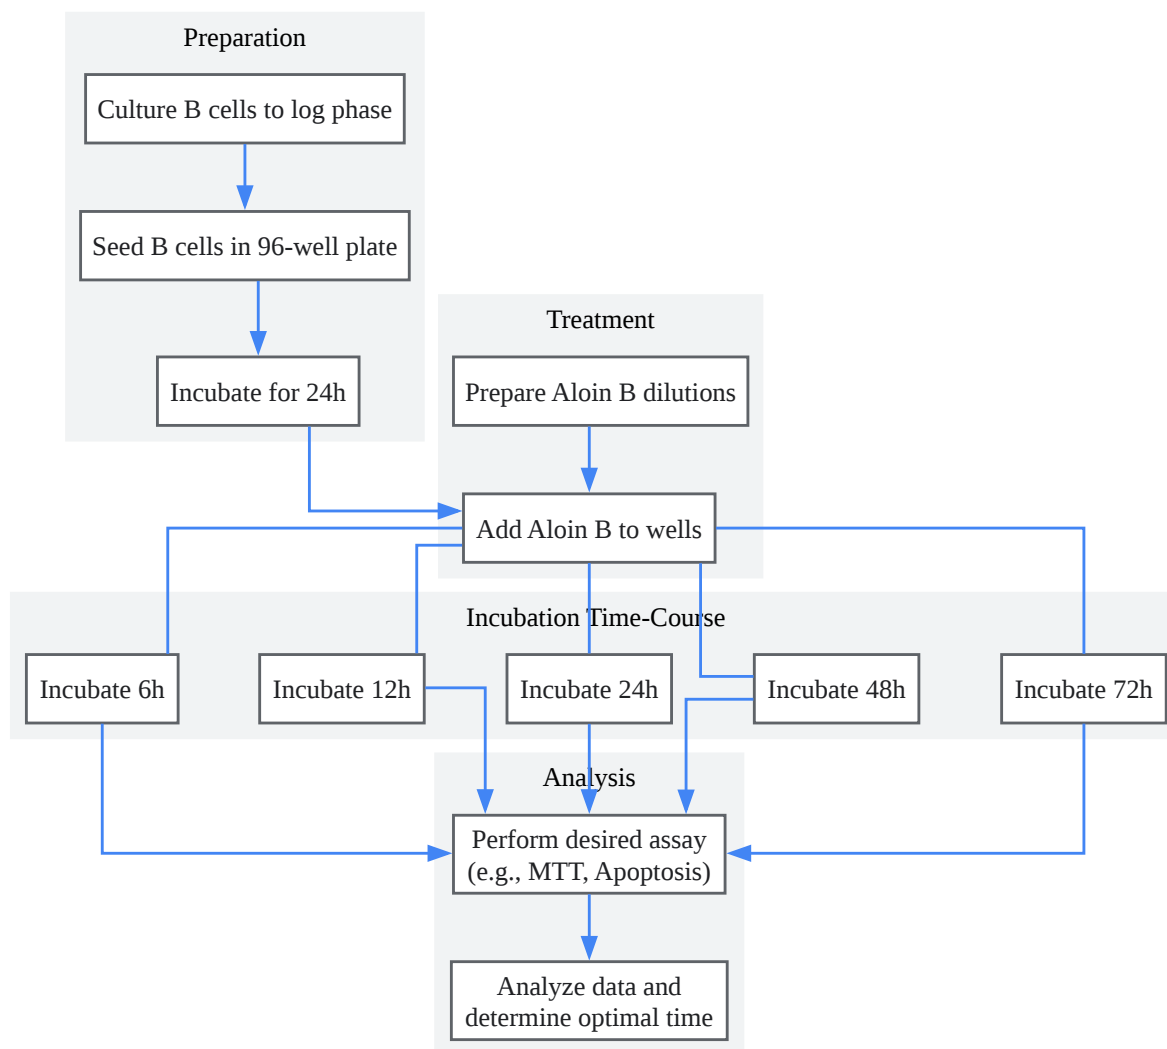 Preparation
Culture B cells to log phase
Seed B cells in 96-well plate
Incubate for 24h
Treatment
Prepare Aloin B dilutions
Add Aloin B to wells
Incubation Time-Course
Incubate 6h
Incubate 12h
Incubate 24h
Incubate 48h
Incubate 72h
Analysis
Perform desired assay
(e.g., MTT, Apoptosis)
Analyze data and
determine optimal time